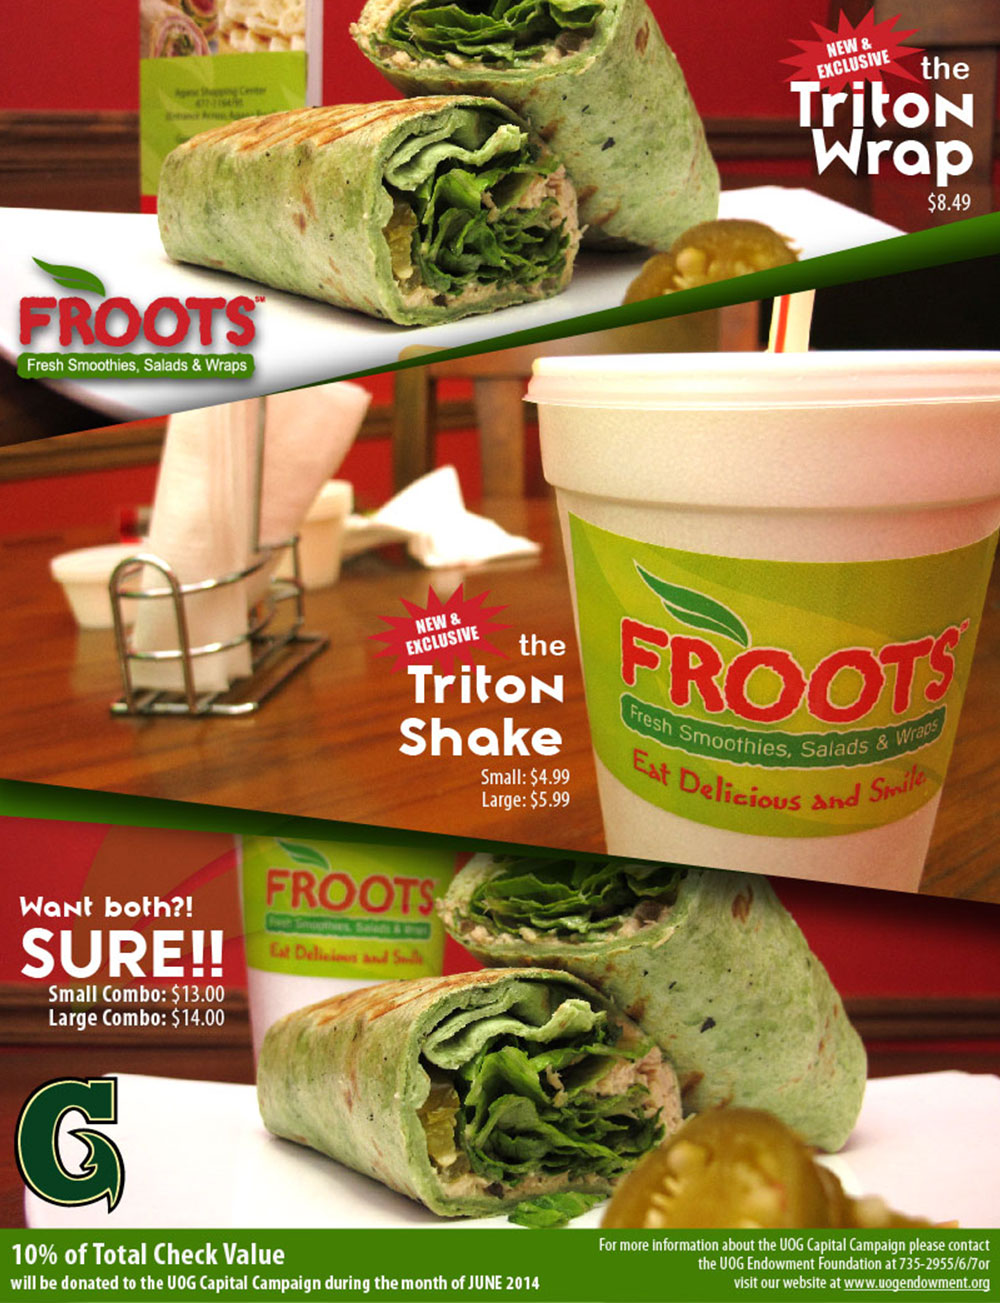 Agana Shopping Center
NEW &
EXCLUSIVE
the
Triton
Wrap
$8.49
FROOTS℠
Fresh Smoothies, Salads & Wraps
FROOTS
Fresh Smoothies, Salads & Wraps
Eat Delicious and Smile
NEW &
EXCLUSIVE
the
Triton
Shake
Small: $4.99
Large: $5.99
Want both?!
SURE!!
Small Combo: $13.00
Large Combo: $14.00
FROOTS
Fresh Smoothies, Salads & Wraps
Eat Delicious and Smile
G
10% of Total Check Value
will be donated to the UOG Capital Campaign during the month of JUNE 2014
For more information about the UOG Capital Campaign please contact
the UOG Endowment Foundation at 735-2955/6/7or
visit our website at www.uogendowment.org